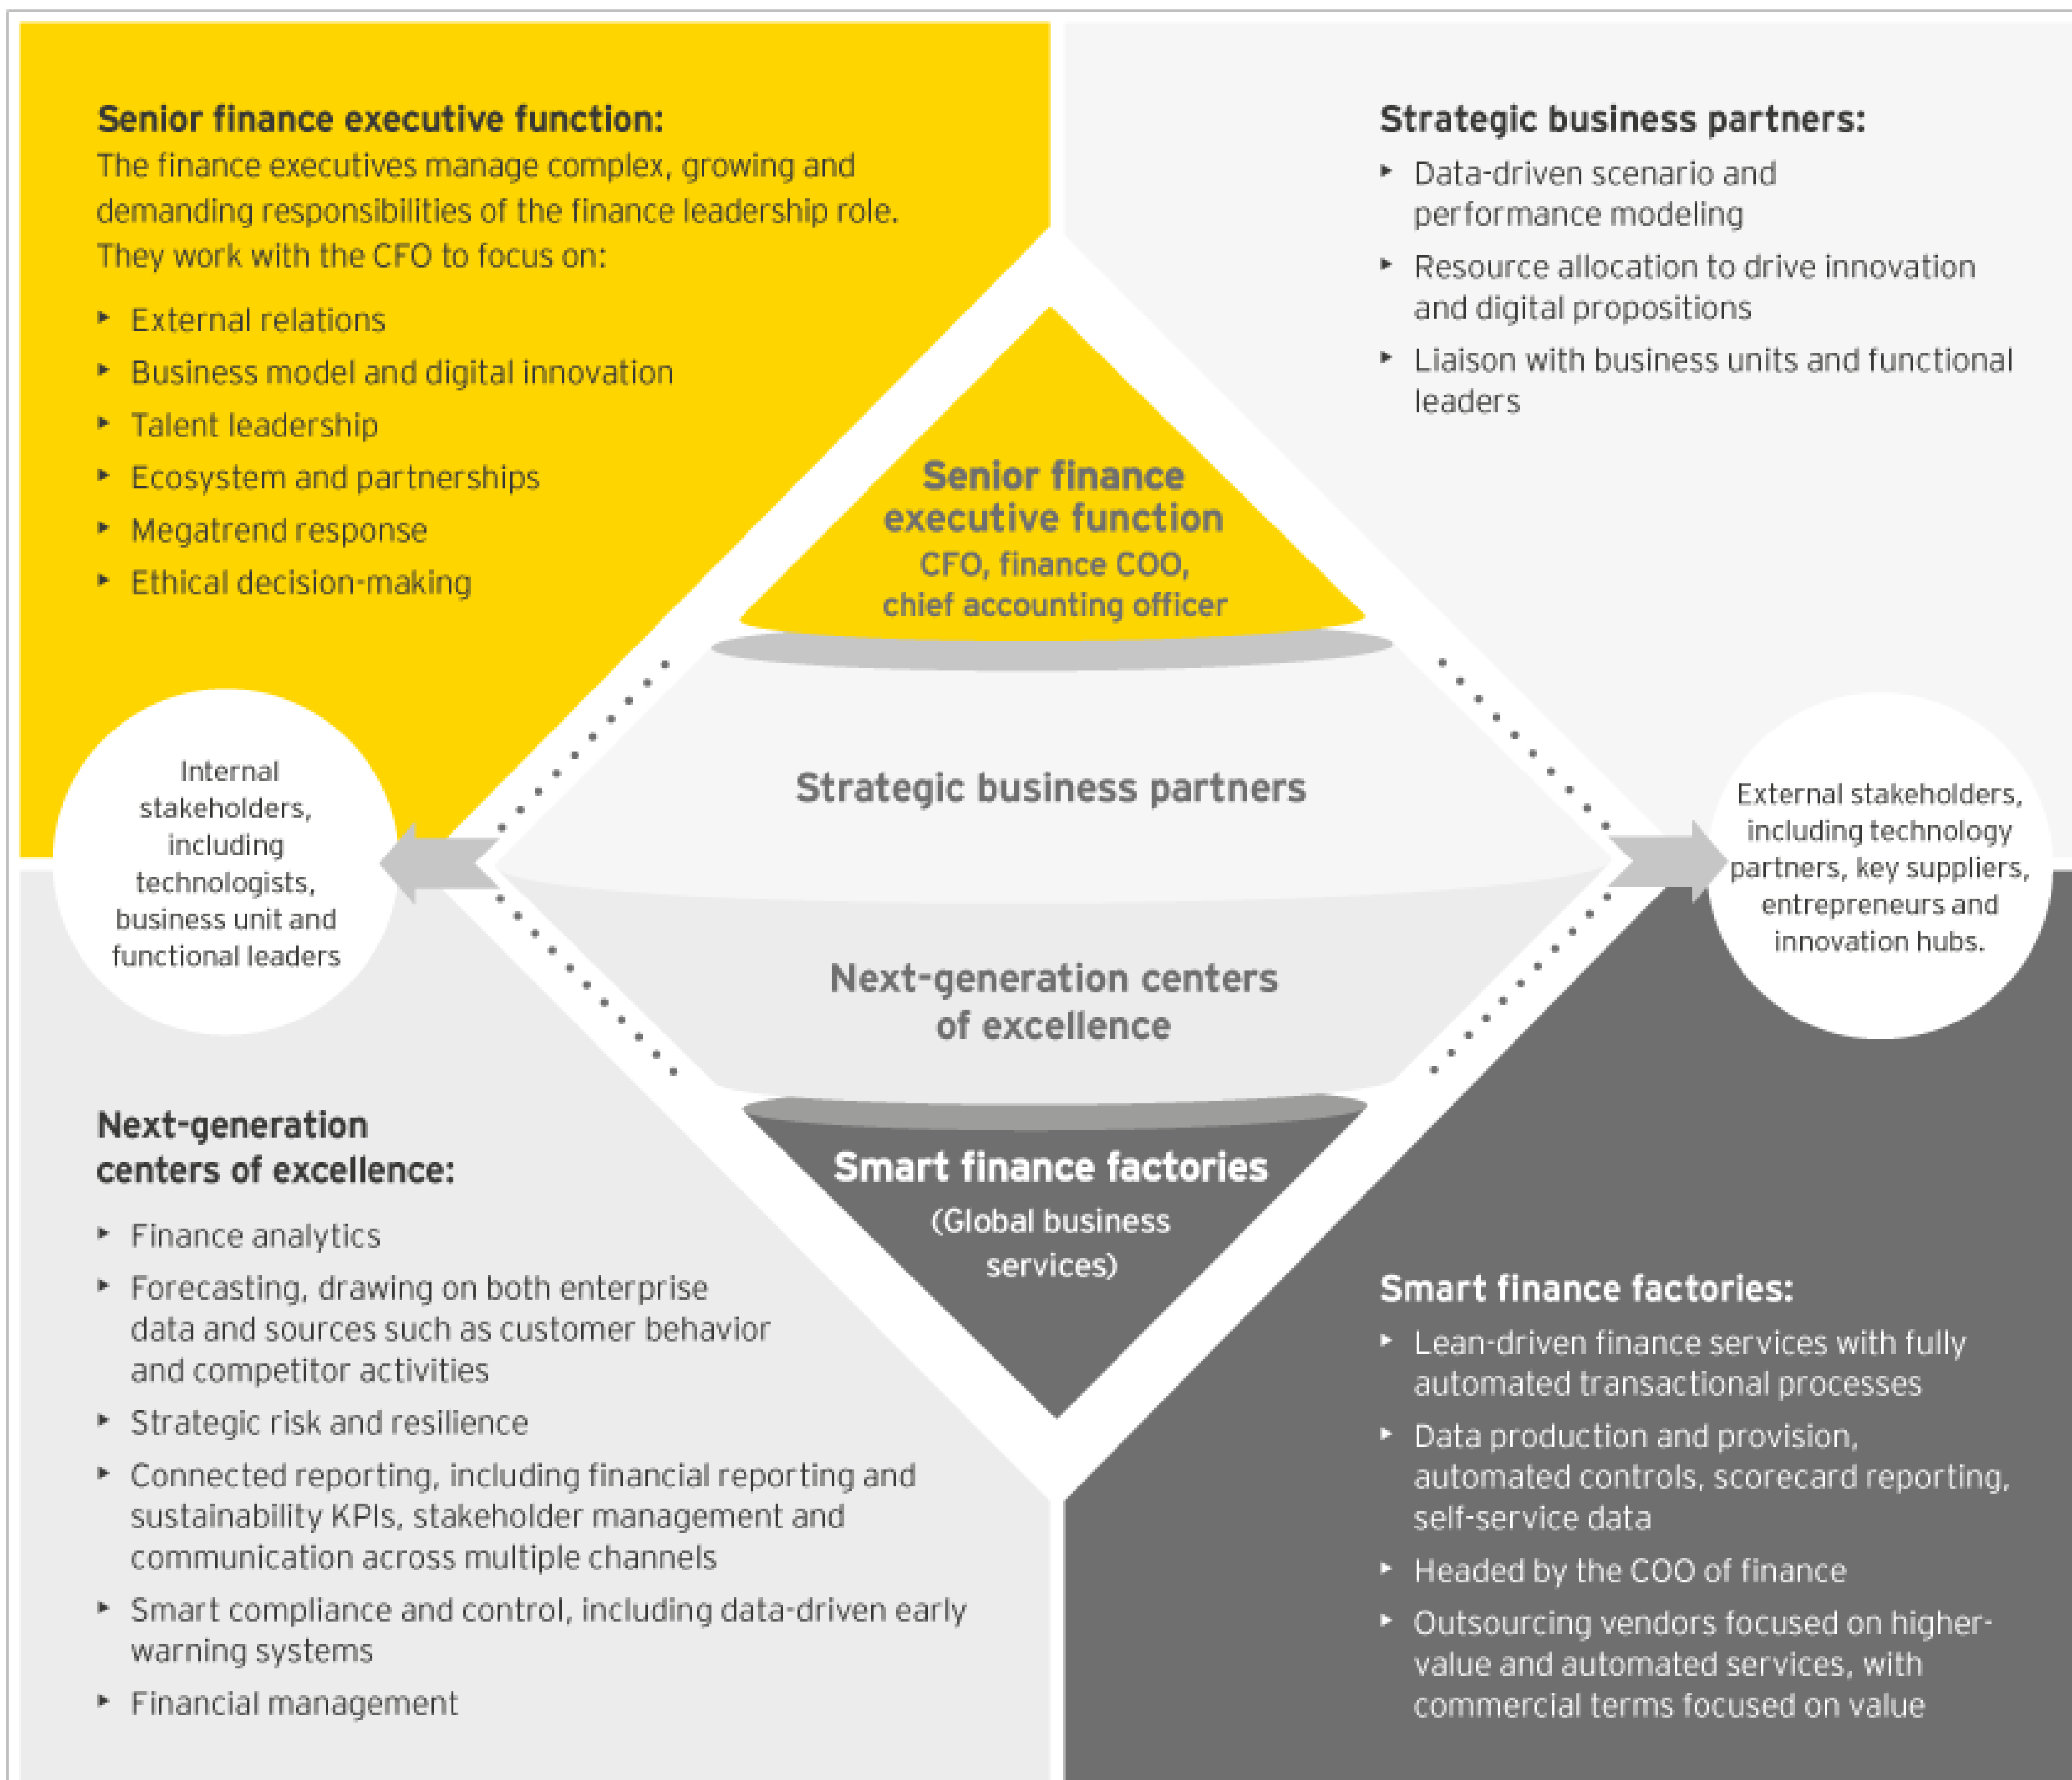 Senior finance executive function:
The finance executives manage complex, growing and
demanding responsibilities of the finance leadership role.
They work with the CFO to focus on:
‣ External relations
‣ Business model and digital innovation
‣ Talent leadership
‣ Ecosystem and partnerships
‣ Megatrend response
‣ Ethical decision-making
Strategic business partners:
‣ Data-driven scenario and
performance modeling
‣ Resource allocation to drive innovation
and digital propositions
‣ Liaison with business units and functional
leaders
Senior finance
executive function
CFO, finance COO,
chief accounting officer
Strategic business partners
Next-generation centers
of excellence
Smart finance factories
(Global business
services)
Internal
stakeholders,
including
technologists,
business unit and
functional leaders
External stakeholders,
including technology
partners, key suppliers,
entrepreneurs and
innovation hubs.
Next-generation
centers of excellence:
‣ Finance analytics
‣ Forecasting, drawing on both enterprise
data and sources such as customer behavior
and competitor activities
‣ Strategic risk and resilience
‣ Connected reporting, including financial reporting and
sustainability KPIs, stakeholder management and
communication across multiple channels
‣ Smart compliance and control, including data-driven early
warning systems
‣ Financial management
Smart finance factories:
‣ Lean-driven finance services with fully
automated transactional processes
‣ Data production and provision,
automated controls, scorecard reporting,
self-service data
‣ Headed by the COO of finance
‣ Outsourcing vendors focused on higher-
value and automated services, with
commercial terms focused on value